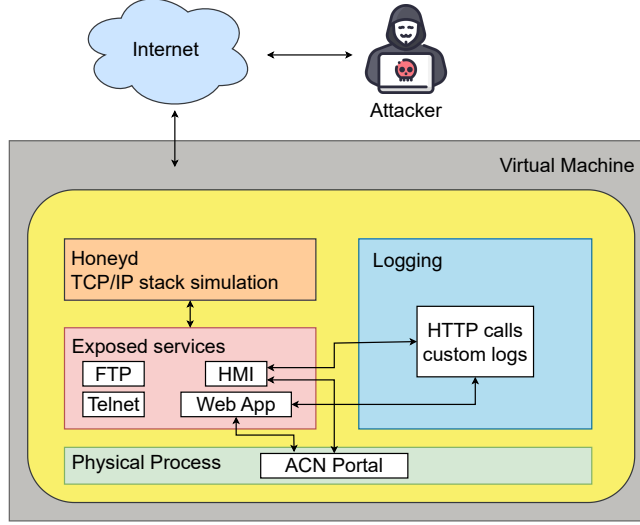 Internet
Attacker
Virtual Machine
Honeyd
TCP/IP stack simulation
Logging
HTTP calls
custom logs
Exposed services
FTP
HMI
Telnet
Web App
Physical Process
ACN Portal